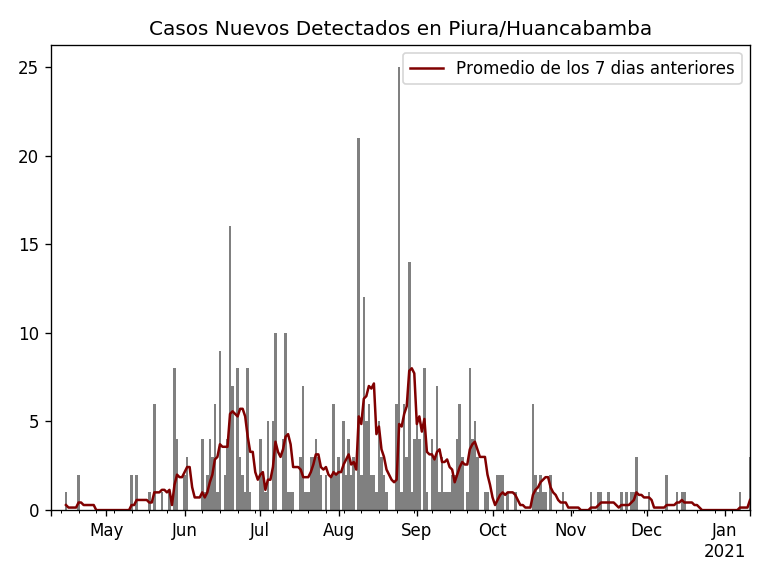 Casos Nuevos Detectados en Piura/Huancabamba
Promedio de los 7 dias anteriores
25
20
15
10
5
0
May Jun Jul Aug Sep Oct Nov Dec Jan
2021